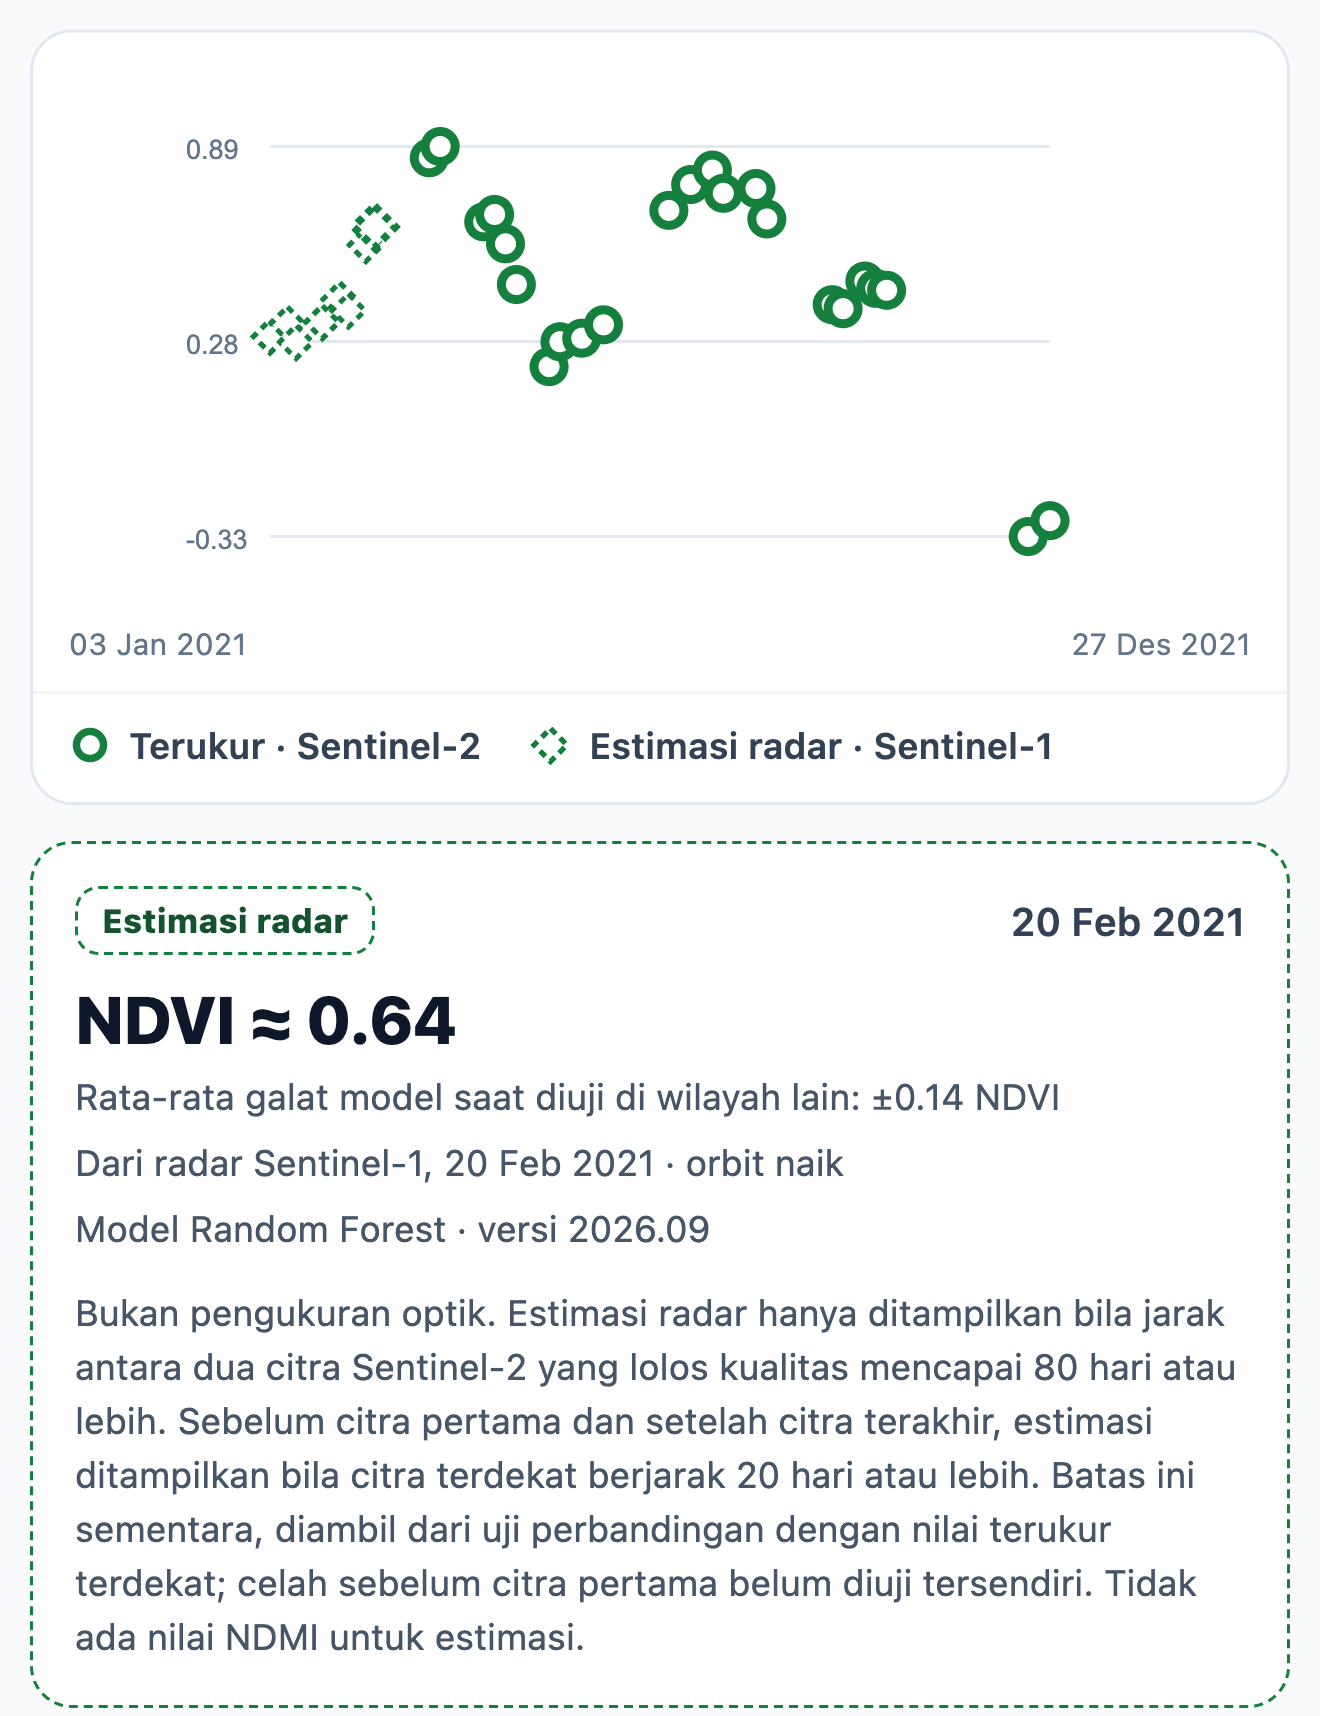 0.89
0.28
-0.33
03 Jan 2021
27 Des 2021
Terukur · Sentinel-2
Estimasi radar · Sentinel-1
Estimasi radar
20 Feb 2021
NDVI ≈ 0.64
Rata-rata galat model saat diuji di wilayah lain: ±0.14 NDVI
Dari radar Sentinel-1, 20 Feb 2021 · orbit naik
Model Random Forest · versi 2026.09
Bukan pengukuran optik. Estimasi radar hanya ditampilkan bila jarak
antara dua citra Sentinel-2 yang lolos kualitas mencapai 80 hari atau
lebih. Sebelum citra pertama dan setelah citra terakhir, estimasi
ditampilkan bila citra terdekat berjarak 20 hari atau lebih. Batas ini
sementara, diambil dari uji perbandingan dengan nilai terukur
terdekat; celah sebelum citra pertama belum diuji tersendiri. Tidak
ada nilai NDMI untuk estimasi.